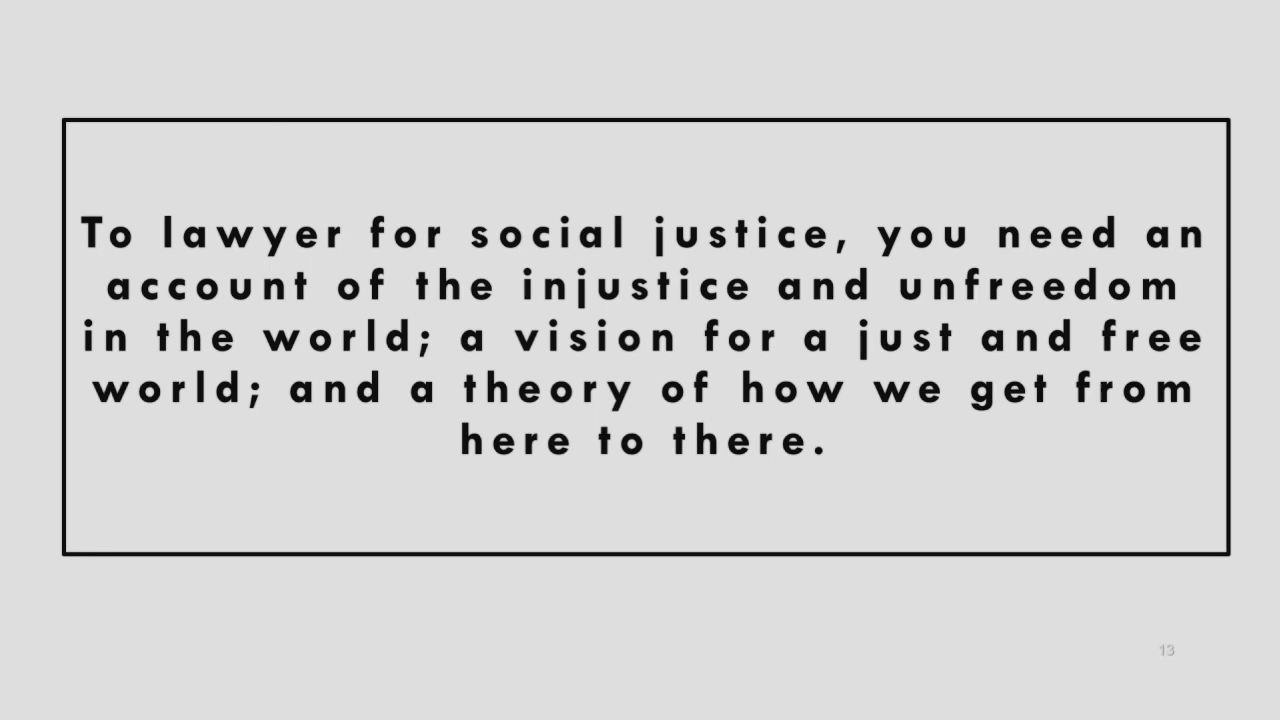 To lawyer for social justice, you need an
account of the injustice and unfreedom
in the world; a vision for a just and free
world; and a theory of how we get from
here to there.
13